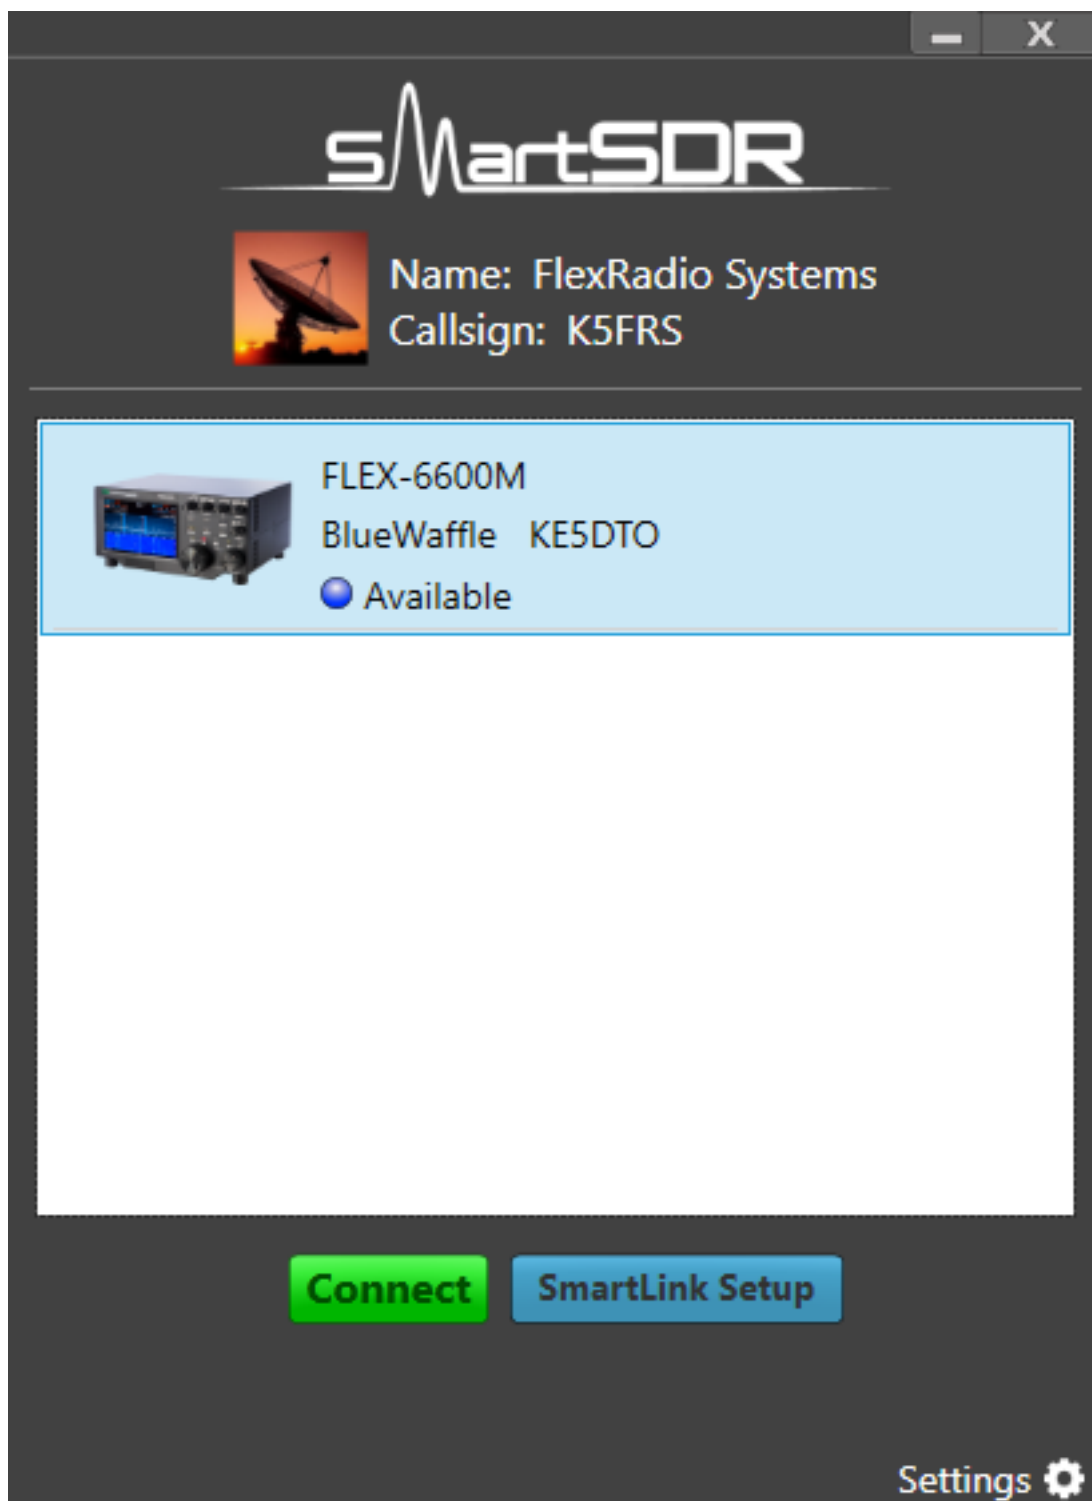 sMartSDR
Name: FlexRadio Systems
Callsign: K5FRS
FLEX-6600M
BlueWaffle KE5DTO
Available
Connect
SmartLink Setup
Settings